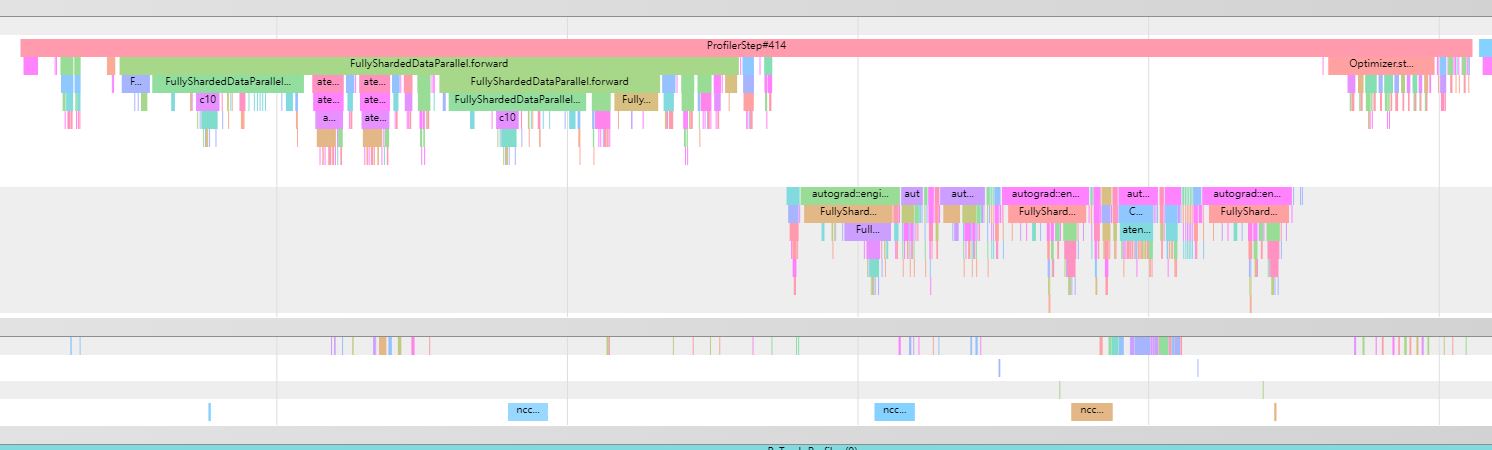 ProfilerStep#414
FullyShardedDataParallel.forward Optimizer.st...
F... FullyShardedDataParallel... ate... ate... FullyShardedDataParallel.forward
c10 ate... ate... FullyShardedDataParallel... Fully...
a... ate... c10
autograd::engi... aut aut... autograd::en... aut... autograd::en...
FullyShard... FullyShard... C... FullyShard...
Full... aten...
ncc... ncc... ncc...